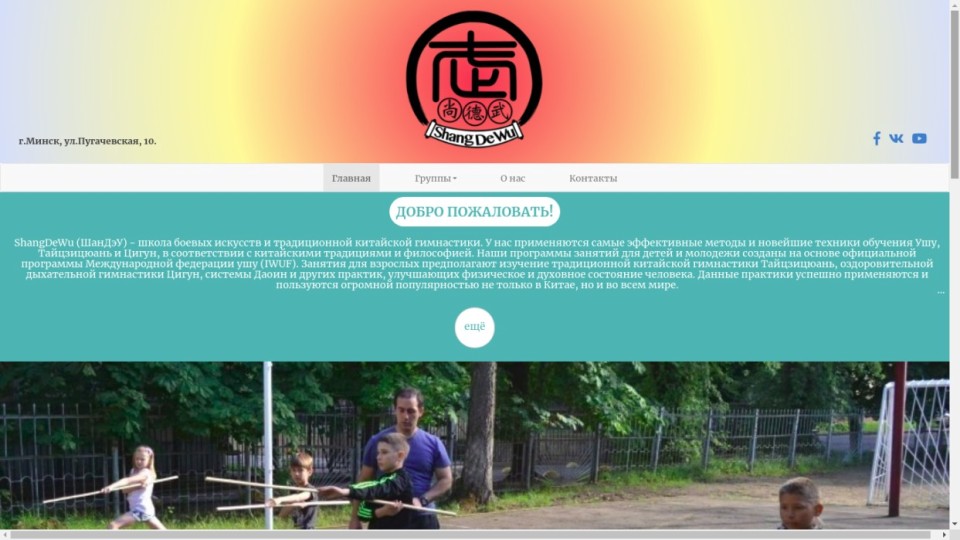 尚德武
ShangDeWu
г.Минск, ул.Пугачевская, 10.
Главная Группы О нас Контакты
ДОБРО ПОЖАЛОВАТЬ!
ShangDeWu (ШанДэУ) - школа боевых искусств и традиционной китайской гимнастики. У нас применяются самые эффективные методы и новейшие техники обучения Ушу,
Тайцзицюань и Цигун, в соответствии с китайскими традициями и философией. Наши программы занятий для детей и молодежи созданы на основе официальной
программы Международной федерации ушу (IWUF). Занятия для взрослых предполагают изучение традиционной китайской гимнастики Тайцзицюань, оздоровительной
дыхательной гимнастики Цигун, системы Даоин и других практик, улучшающих физическое и духовное состояние человека. Данные практики успешно применяются и
пользуются огромной популярностью не только в Китае, но и во всем мире.
...
ещё